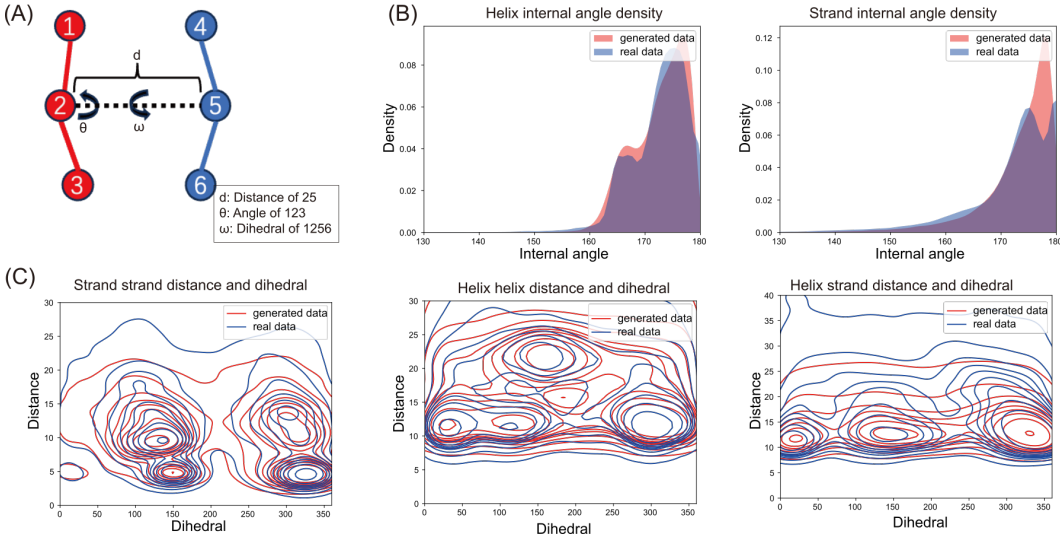 (A)
1
4
d
2
5
θ
ω
3
6
d: Distance of 25
θ: Angle of 123
ω: Dihedral of 1256
(B)
Helix internal angle density
generated data
real data
Density
0.08
0.06
0.04
0.02
0.00
130
140
150
160
170
180
Internal angle
Strand internal angle density
generated data
real data
Density
0.12
0.10
0.08
0.06
0.04
0.02
0.00
130
140
150
160
170
180
Internal angle
(C)
Strand strand distance and dihedral
generated data
real data
Distance
30
25
20
15
10
5
0
0
50
100
150
200
250
300
350
Dihedral
Helix helix distance and dihedral
generated data
real data
Distance
30
25
20
15
10
5
0
0
50
100
150
200
250
300
350
Dihedral
Helix strand distance and dihedral
generated data
real data
Distance
40
35
30
25
20
15
10
5
0
0
50
100
150
200
250
300
350
Dihedral